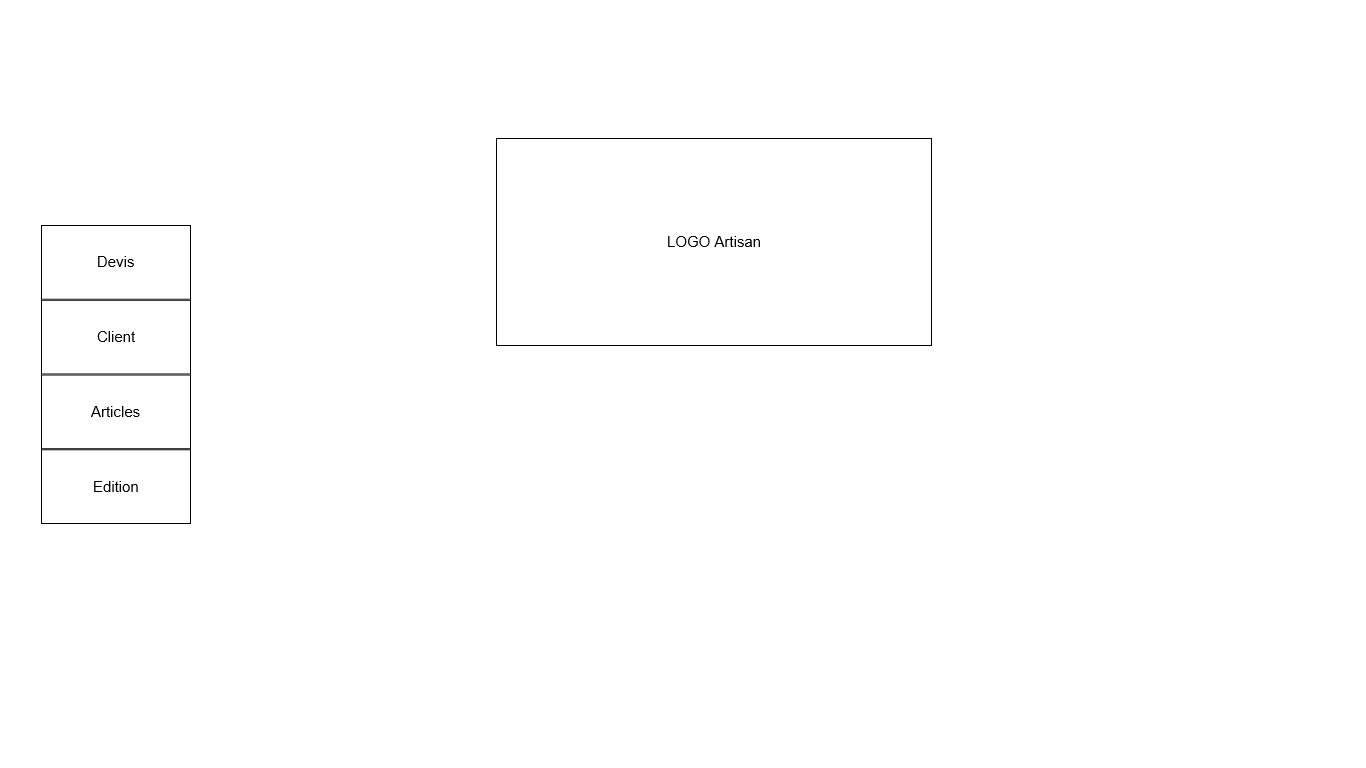 LOGO Artisan
Devis
Client
Articles
Edition